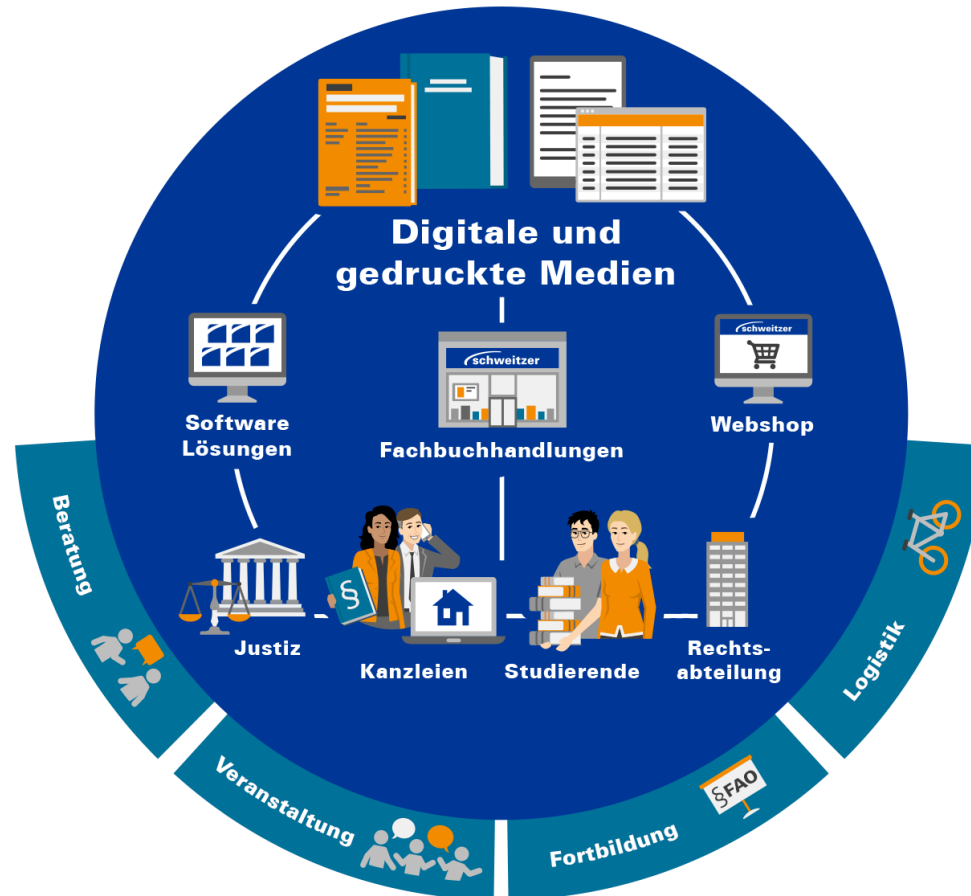 Digitale und
gedruckte Medien
schweitzer
schweitzer
Software
Lösungen
Fachbuchhandlungen
Webshop
§
Justiz
Kanzleien
Studierende
Rechts-
abteilung
Beratung
Veranstaltung
Fortbildung
§FAO
Logistik